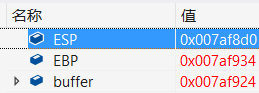 名称 值
ESP 0x007af8d0
EBP 0x007af934
buffer 0x007af924